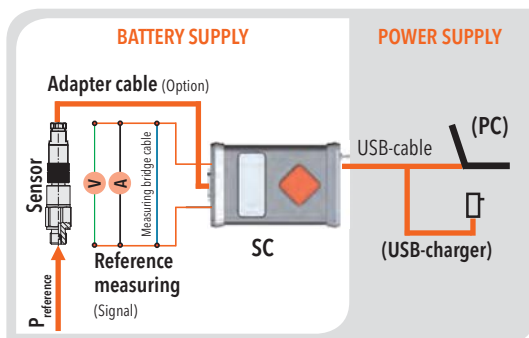 BATTERY SUPPLY
POWER SUPPLY
Adapter cable (Option)
Sensor
V
A
Measuring bridge cable
USB-cable
(PC)
SC
(USB-charger)
Reference
measuring
(Signal)
Preference